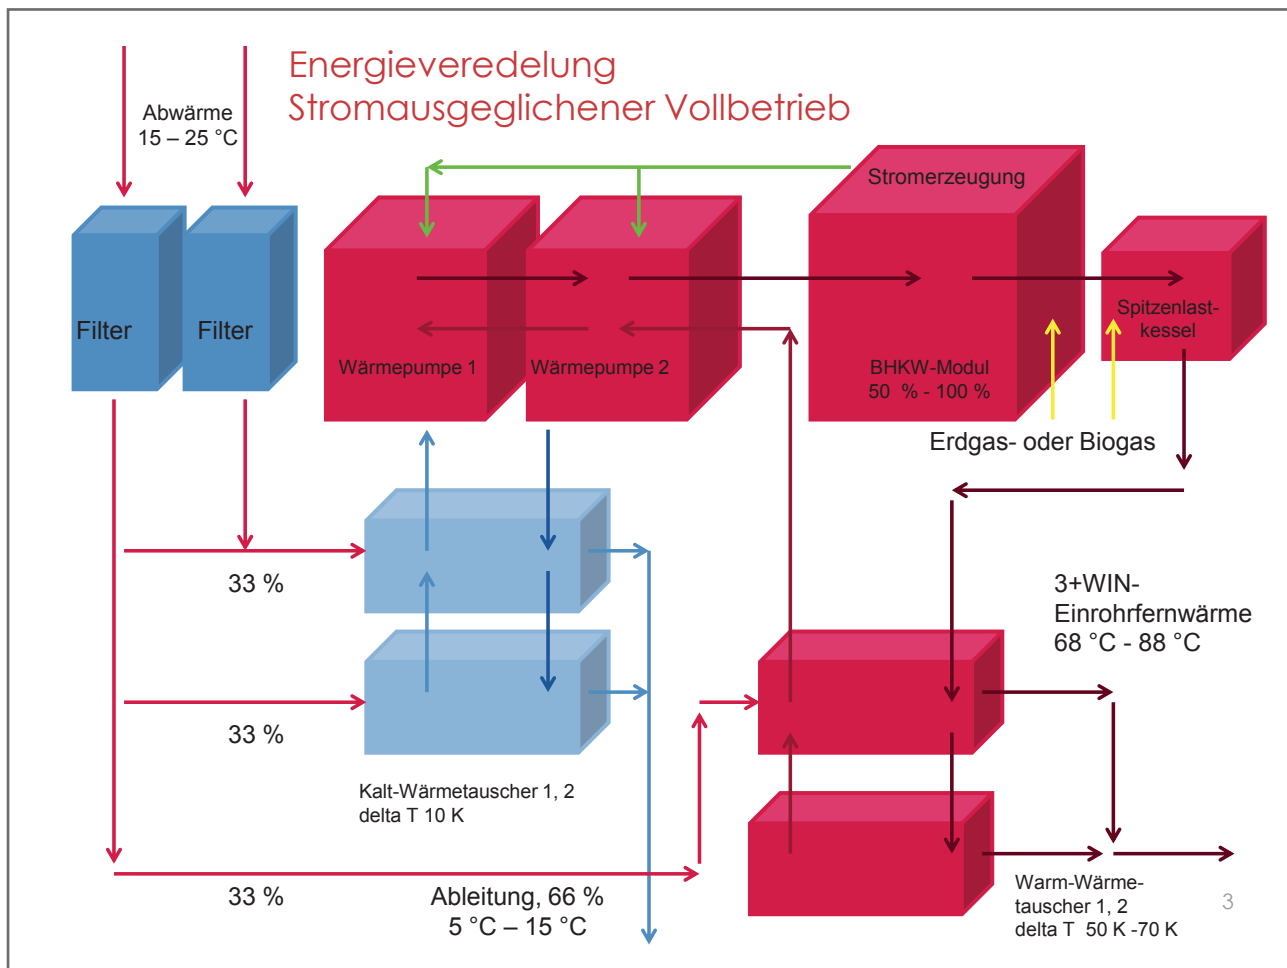 Energieveredelung
Stromausgeglichener Vollbetrieb
Abwärme
15 – 25 °C
Stromerzeugung
Filter
Filter
Wärmepumpe 1
Wärmepumpe 2
BHKW-Modul
50  % - 100 %
Spitzenlast-
kessel
Erdgas- oder Biogas
33 %
33 %
3+WIN-
Einrohrfernwärme
68 °C - 88 °C
Kalt-Wärmetauscher 1, 2
delta T 10 K
33 %
Ableitung, 66 %
5 °C – 15 °C
Warm-Wärme-
tauscher 1, 2
delta T  50 K -70 K
3